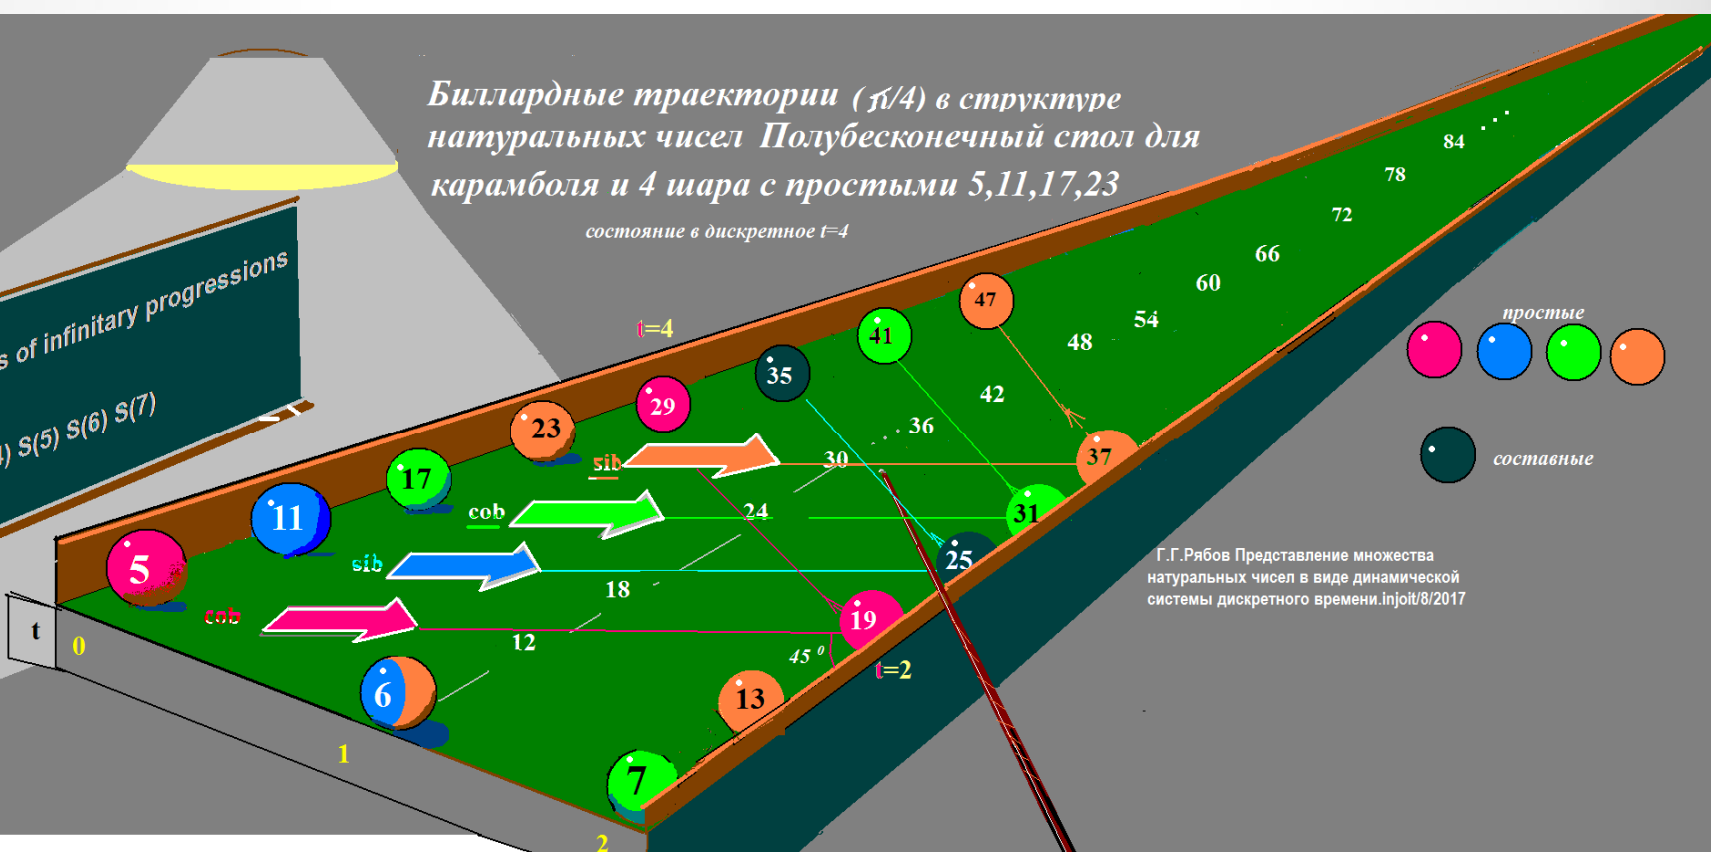 Биллардные траектории (π/4) в структуре
натуральных чисел Полубесконечный стол для
карамболя и 4 шара с простыми 5,11,17,23
состояние в дискретное t=4
s of infinitary progressions
) S(5) S(6) S(7)
84
78
72
66
60
54
48
42
36
30
24
18
12
t=4
47
41
35
29
23
17
11
5
простые
составные
sib
cob
sib
cob
37
31
25
19
13
7
6
45 0
t=2
t
0
1
2
Г.Г.Рябов Представление множества
натуральных чисел в виде динамической
системы дискретного времени.injoit/8/2017